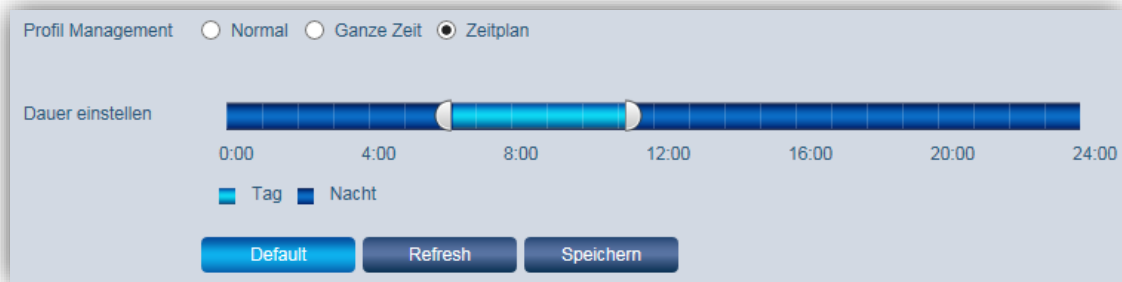 Profil Management Normal Ganze Zeit Zeitplan
Dauer einstellen
0:00 4:00 8:00 12:00 16:00 20:00 24:00
Tag Nacht
Default Refresh Speichern